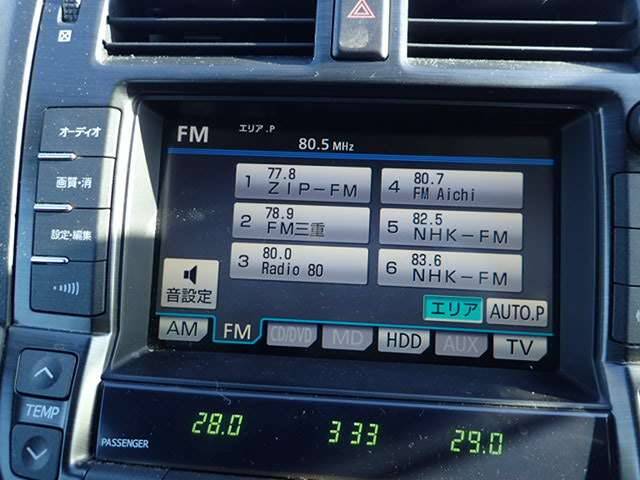 FM エリア.P
80.5 MHz
オーディオ
画質・消
設定・編集
1 77.8 ZIP-FM
4 80.7 FM Aichi
2 78.9 FM三重
5 82.5 NHK-FM
3 80.0 Radio 80
6 83.6 NHK-FM
音設定
エリア AUTO.P
AM FM CD/DVD MD HDD AUX TV
TEMP
PASSENGER 28.0 3 33 29.0